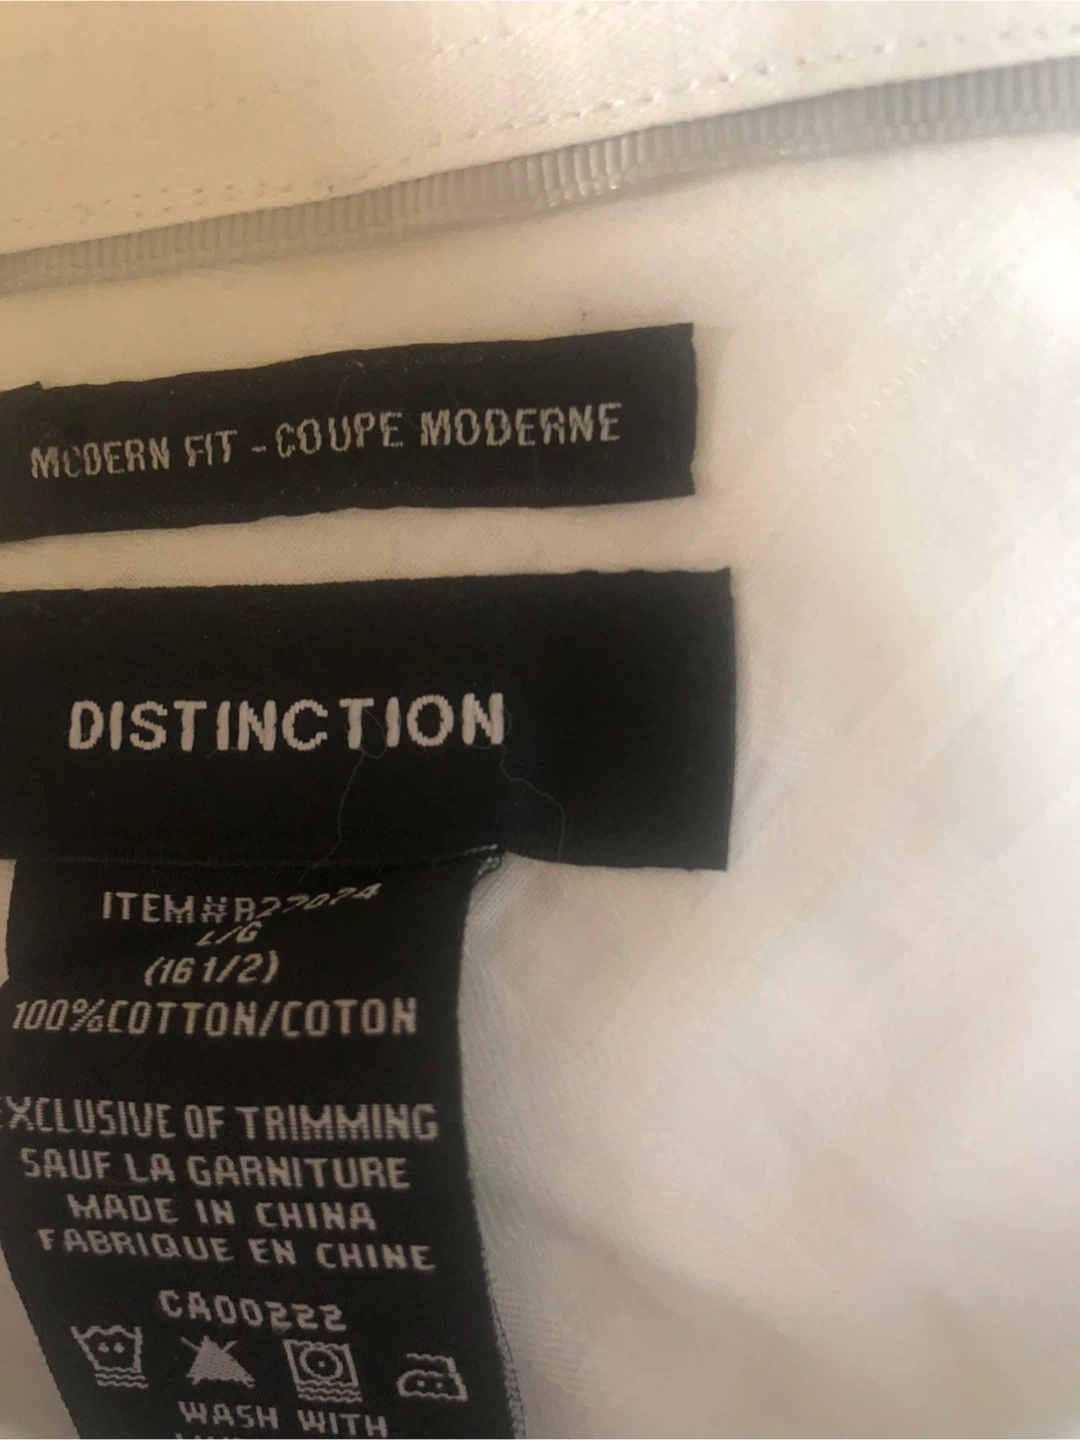 MODERN FIT - COUPE MODERNE
DISTINCTION
L/G
(16 1/2)
100%COTTON/COTON
EXCLUSIVE OF TRIMMING
SAUF LA GARNITURE
MADE IN CHINA
FABRIQUE EN CHINE
CA00222
WASH WITH